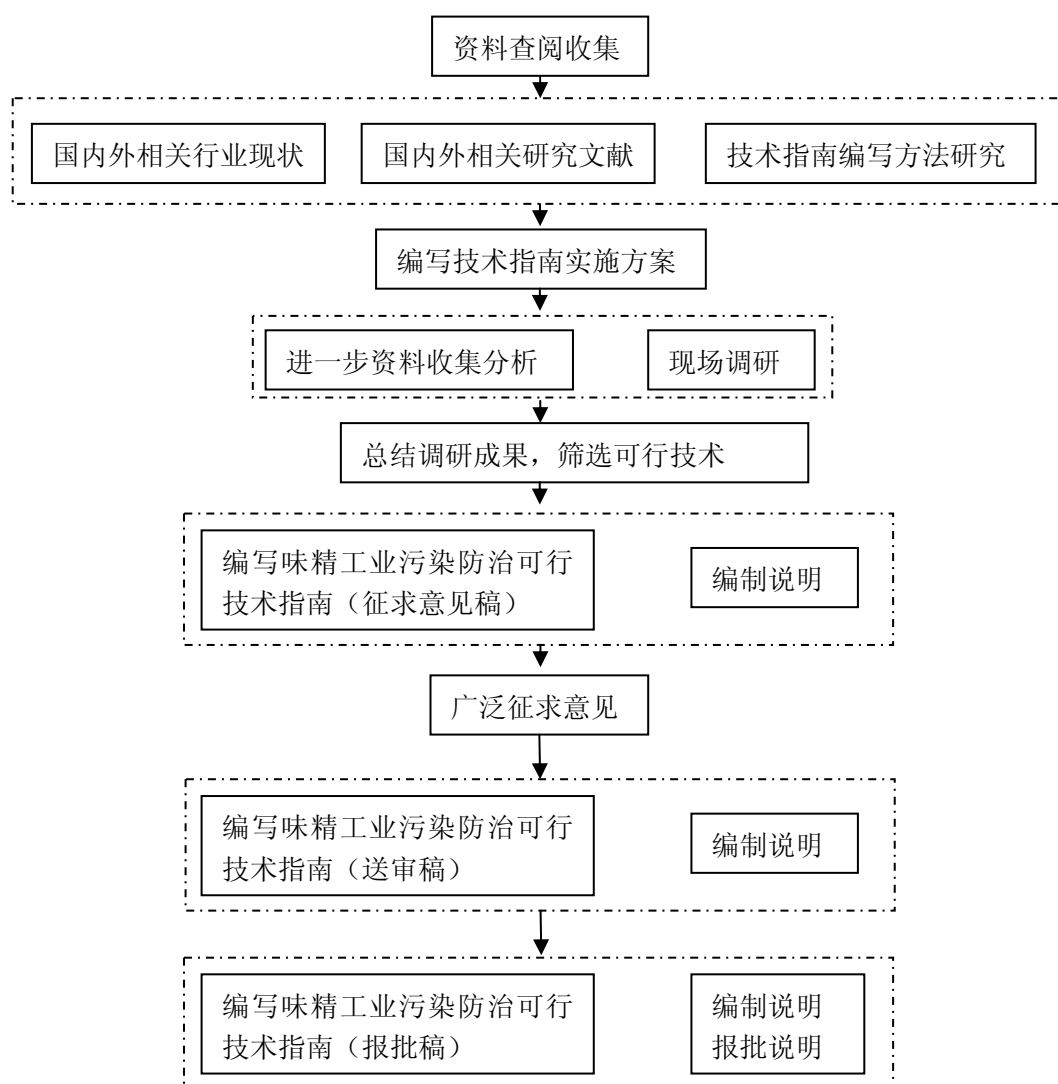 资料查阅收集
国内外相关行业现状
国内外相关研究文献
技术指南编写方法研究
编写技术指南实施方案
进一步资料收集分析
现场调研
总结调研成果，筛选可行技术
编写味精工业污染防治可行
技术指南（征求意见稿）
编制说明
广泛征求意见
编写味精工业污染防治可行
技术指南（送审稿）
编制说明
编写味精工业污染防治可行
技术指南（报批稿）
编制说明
报批说明